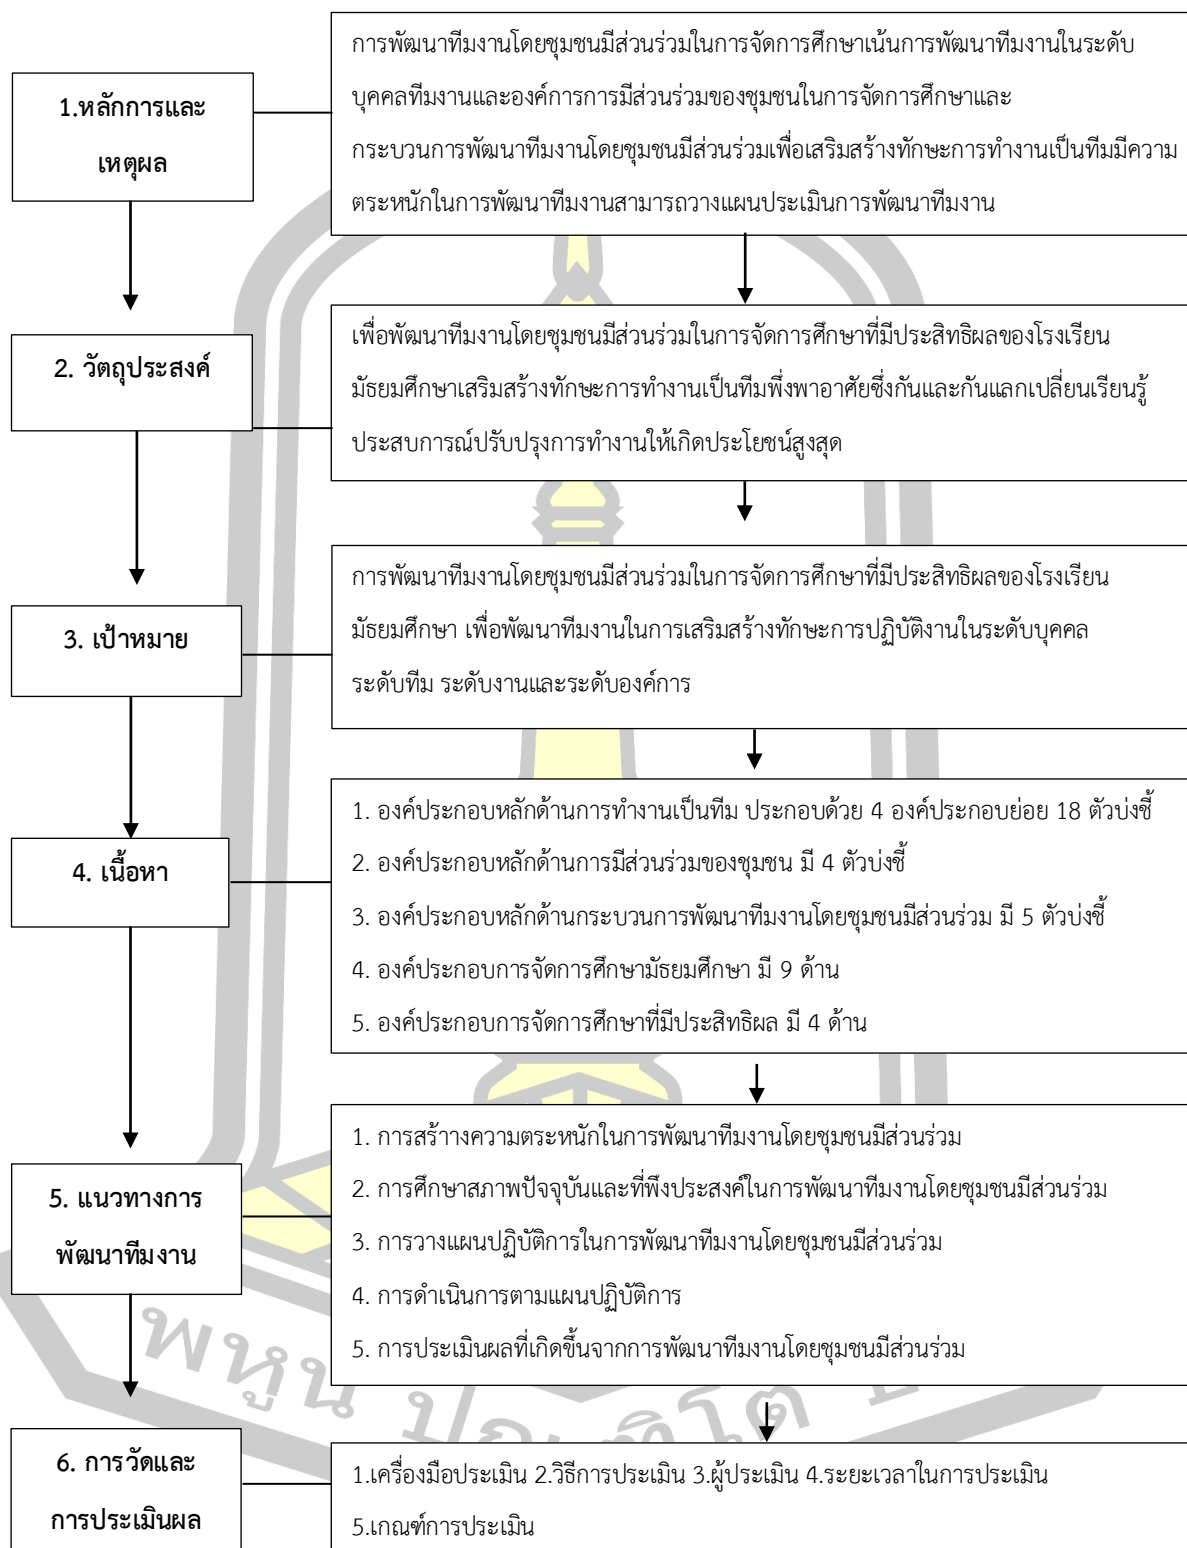 1.หลักการและ
เหตุผล
การพัฒนาทีมงานโดยชุมชนมีส่วนร่วมในการจัดการศึกษาเน้นการพัฒนาทีมงานในระดับ
บุคคลทีมงานและองค์การการมีส่วนร่วมของชุมชนในการจัดการศึกษาและ
กระบวนการพัฒนาทีมงานโดยชุมชนมีส่วนร่วมเพื่อเสริมสร้างทักษะการทำงานเป็นทีมมีความ
ตระหนักในการพัฒนาทีมงานสามารถวางแผนประเมินการพัฒนาทีมงาน
2. วัตถุประสงค์
เพื่อพัฒนาทีมงานโดยชุมชนมีส่วนร่วมในการจัดการศึกษาที่มีประสิทธิผลของโรงเรียน
มัธยมศึกษาเสริมสร้างทักษะการทำงานเป็นทีมพึ่งพาอาศัยซึ่งกันและกันแลกเปลี่ยนเรียนรู้
ประสบการณ์ปรับปรุงการทำงานให้เกิดประโยชน์สูงสุด
3. เป้าหมาย
การพัฒนาทีมงานโดยชุมชนมีส่วนร่วมในการจัดการศึกษาที่มีประสิทธิผลของโรงเรียน
มัธยมศึกษา เพื่อพัฒนาทีมงานในการเสริมสร้างทักษะการปฏิบัติงานในระดับบุคคล
ระดับทีม ระดับงานและระดับองค์การ
4. เนื้อหา
1. องค์ประกอบหลักด้านการทำงานเป็นทีม ประกอบด้วย 4 องค์ประกอบย่อย 18 ตัวบ่งชี้
2. องค์ประกอบหลักด้านการมีส่วนร่วมของชุมชน มี 4 ตัวบ่งชี้
3. องค์ประกอบหลักด้านกระบวนการพัฒนาทีมงานโดยชุมชนมีส่วนร่วม มี 5 ตัวบ่งชี้
4. องค์ประกอบการจัดการศึกษามัธยมศึกษา มี 9 ด้าน
5. องค์ประกอบการจัดการศึกษาที่มีประสิทธิผล มี 4 ด้าน
5. แนวทางการ
พัฒนาทีมงาน
1. การสร้าางความตระหนักในการพัฒนาทีมงานโดยชุมชนมีส่วนร่วม
2. การศึกษาสภาพปัจจุบันและที่พึงประสงค์ในการพัฒนาทีมงานโดยชุมชนมีส่วนร่วม
3. การวางแผนปฏิบัติการในการพัฒนาทีมงานโดยชุมชนมีส่วนร่วม
4. การดำเนินการตามแผนปฏิบัติการ
5. การประเมินผลที่เกิดขึ้นจากการพัฒนาทีมงานโดยชุมชนมีส่วนร่วม
6. การวัดและ
การประเมินผล
1.เครื่องมือประเมิน 2.วิธีการประเมิน 3.ผู้ประเมิน 4.ระยะเวลาในการประเมิน
5.เกณฑ์การประเมิน
พหูน